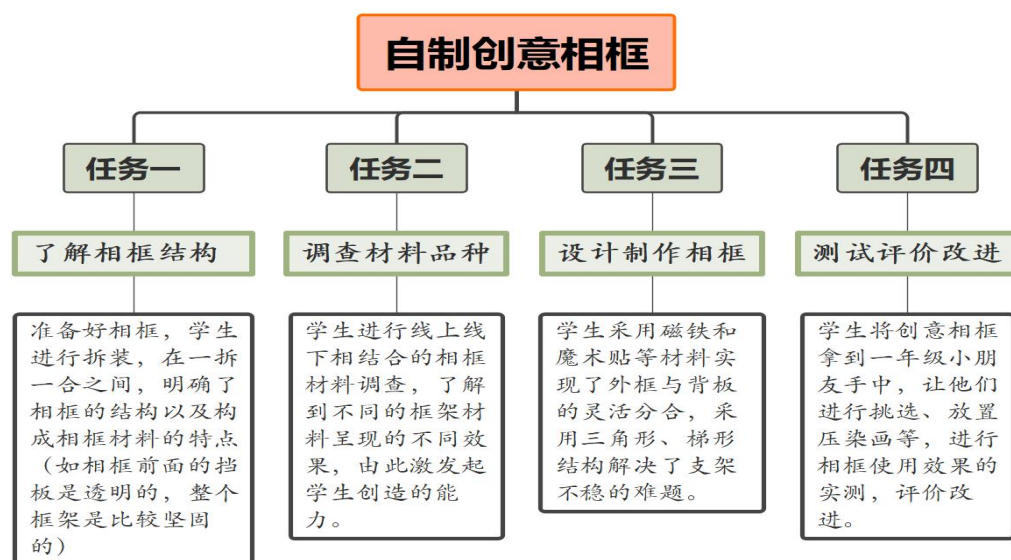 自制创意相框
任务一
任务二
任务三
任务四
了解相框结构
调查材料品种
设计制作相框
测试评价改进
准备好相框，学生
进行拆装，在一拆
一合之间，明确了
相框的结构以及构
成相框材料的特点
（如相框前面的挡
板是透明的，整个
框架是比较坚固
的）
学生进行线上线
下相结合的相框
材料调查，了解
到不同的框架材
料呈现的不同效
果，由此激发起
学生创造的能
力。
学生采用磁铁和
魔术贴等材料实
现了外框与背板
的灵活分合，采
用三角形、梯形
结构解决了支架
不稳的难题。
学生将创意相框
拿到一年级小朋
友手中，让他们
进行挑选、放置
压染画等，进行
相框使用效果的
实测，评价改
进。